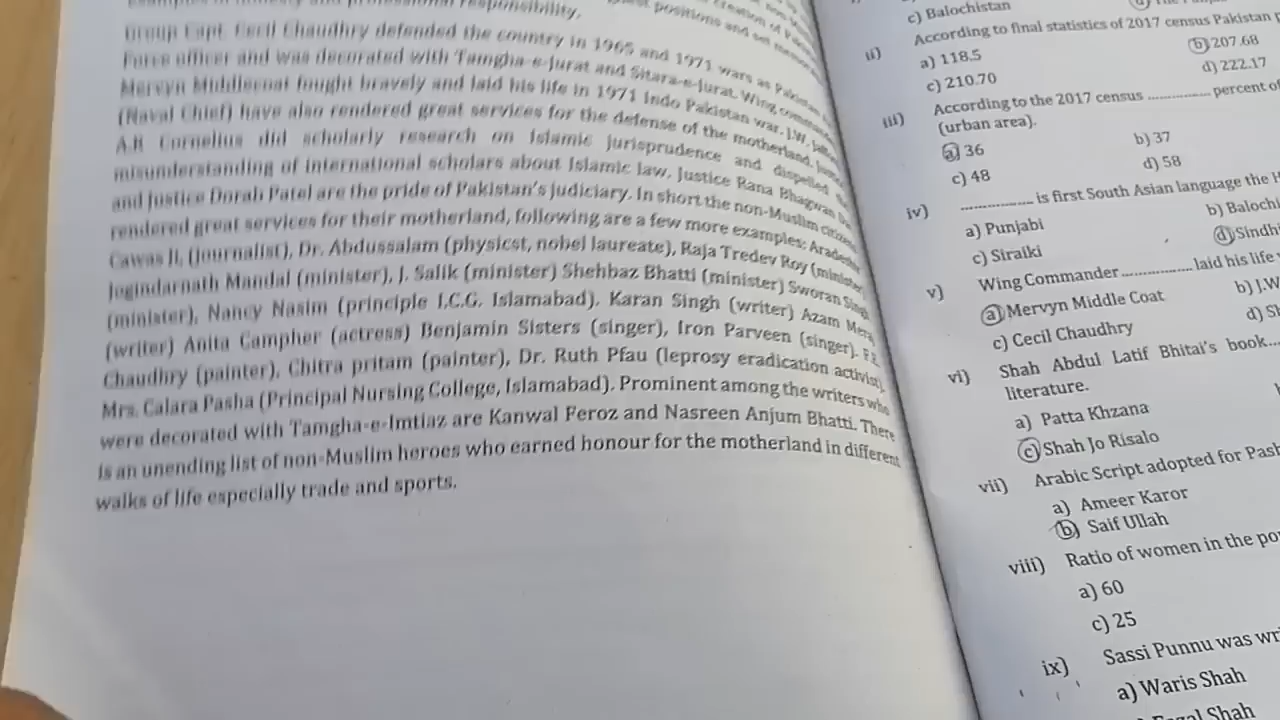 professional responsibility.
positions and set
Group Capt. Cecil Chaudhry defended the country in 1965 and 1971 wars as Pakistan
Force officer and was decorated with Tamgha-e-Jurat and Sitara-e-Jurat. Wing
Mervyn Middlecoat fought bravely and laid his life in 1971 Indo Pakistan war. J.W.
(Naval Chief) have also rendered great services for the defense of the motherland.
A.R Cornelius did scholarly research on Islamic jurisprudence and dispelled
misunderstanding of international scholars about Islamic law. Justice Rana Bhagwan
and justice Dorab Patel are the pride of Pakistan's judiciary. In short the non-Muslim citizens
rendered great services for their motherland, following are a few more examples:
Cawas Ji, (journalist), Dr. Abdussalam (physicst, nobel laureate), Raja Tredev Roy (minister)
Jogindarnath Mandal (minister), J. Salik (minister) Shehbaz Bhatti (minister) Sworan Singh
(minister), Nancy Nasim (principle I.C.G. Islamabad). Karan Singh (writer) Azam
(writer) Anita Campher (actress) Benjamin Sisters (singer), Iron Parveen (singer).
Chaudhry (painter), Chitra pritam (painter), Dr. Ruth Pfau (leprosy eradication activist),
Mrs. Calara Pasha (Principal Nursing College, Islamabad). Prominent among the writers who
were decorated with Tamgha-e-Imtiaz are Kanwal Feroz and Nasreen Anjum Bhatti. There
is an unending list of non-Muslim heroes who earned honour for the motherland in different
walks of life especially trade and sports.
c) Balochistan
ii) According to final statistics of 2017 census Pakistan
a) 118.5 b) 207.68
c) 210.70 d) 222.17
iii) According to the 2017 census ............... percent of
(urban area).
a) 36 b) 37
c) 48 d) 58
iv) ................. is first South Asian language the
a) Punjabi b) Balochi
c) Siraiki d) Sindhi
v) Wing Commander ................. laid his life
a) Mervyn Middle Coat b) J.W
c) Cecil Chaudhry d)
vi) Shah Abdul Latif Bhitai's book...
literature.
a) Patta Khzana
c) Shah Jo Risalo
vii) Arabic Script adopted for
a) Ameer Karor
b) Saif Ullah
viii) Ratio of women in the
a) 60
c) 25
ix) Sassi Punnu was
a) Waris Shah
Shah